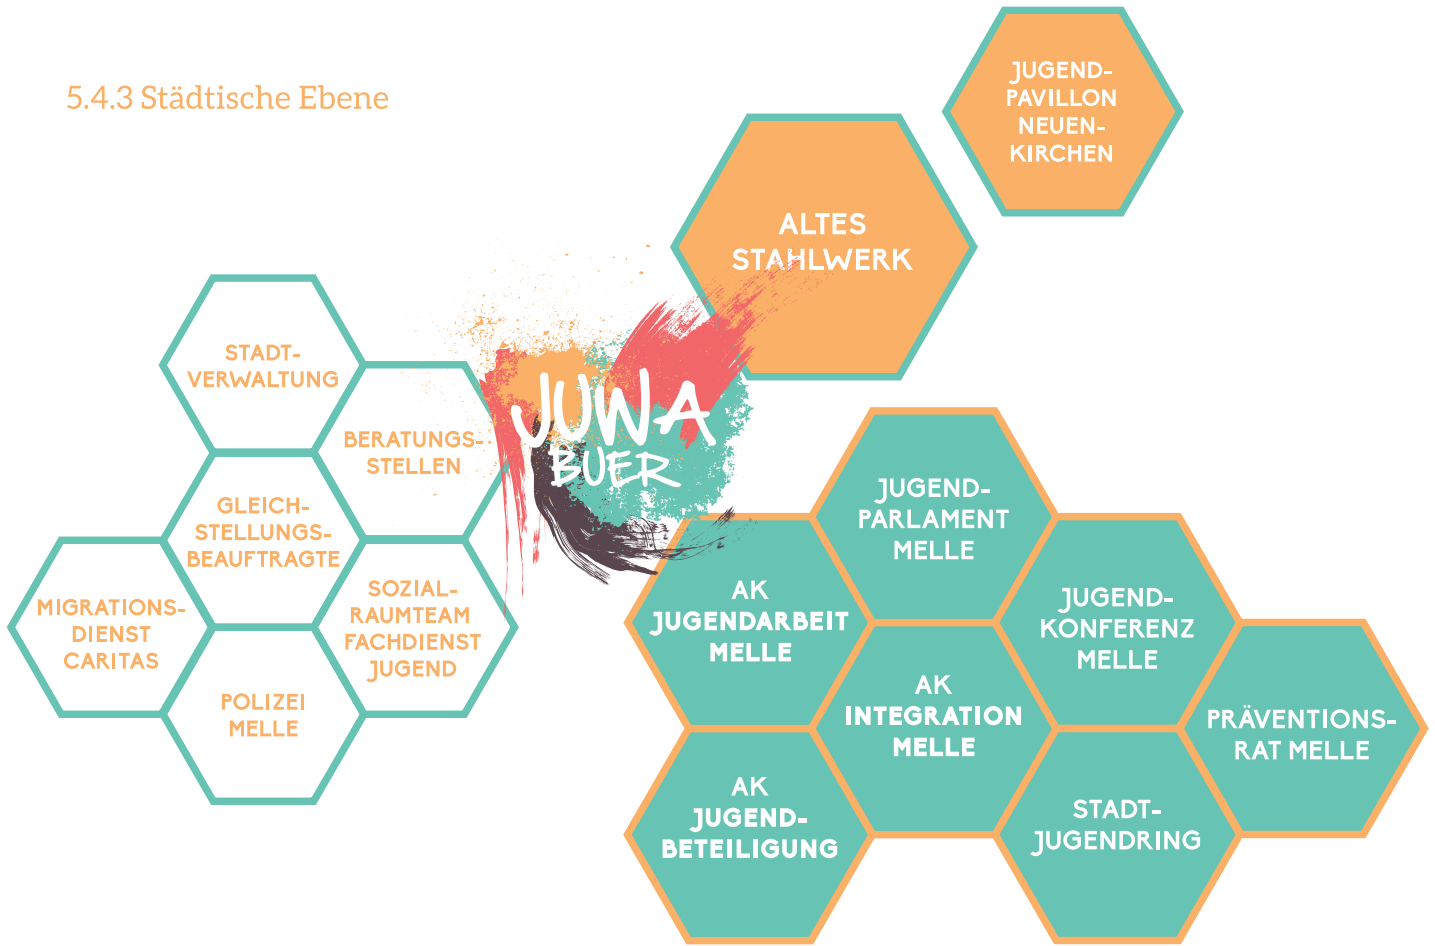 5.4.3 Städtische Ebene
JUGEND-
PAVILLON
NEUEN-
KIRCHEN
ALTES
STAHLWERK
STADT-
VERWALTUNG
BERATUNGS-
STELLEN
GLEICH-
STELLUNGS-
BEAUFTRAGTE
MIGRATIONS-
DIENST
CARITAS
SOZIAL-
RAUMTEAM
FACHDIENST
JUGEND
POLIZEI
MELLE
JUWA
BUER
JUGEND-
PARLAMENT
MELLE
AK
JUGENDARBEIT
MELLE
JUGEND-
KONFERENZ
MELLE
AK
INTEGRATION
MELLE
PRÄVENTIONS-
RAT MELLE
AK
JUGEND-
BETEILIGUNG
STADT-
JUGENDRING